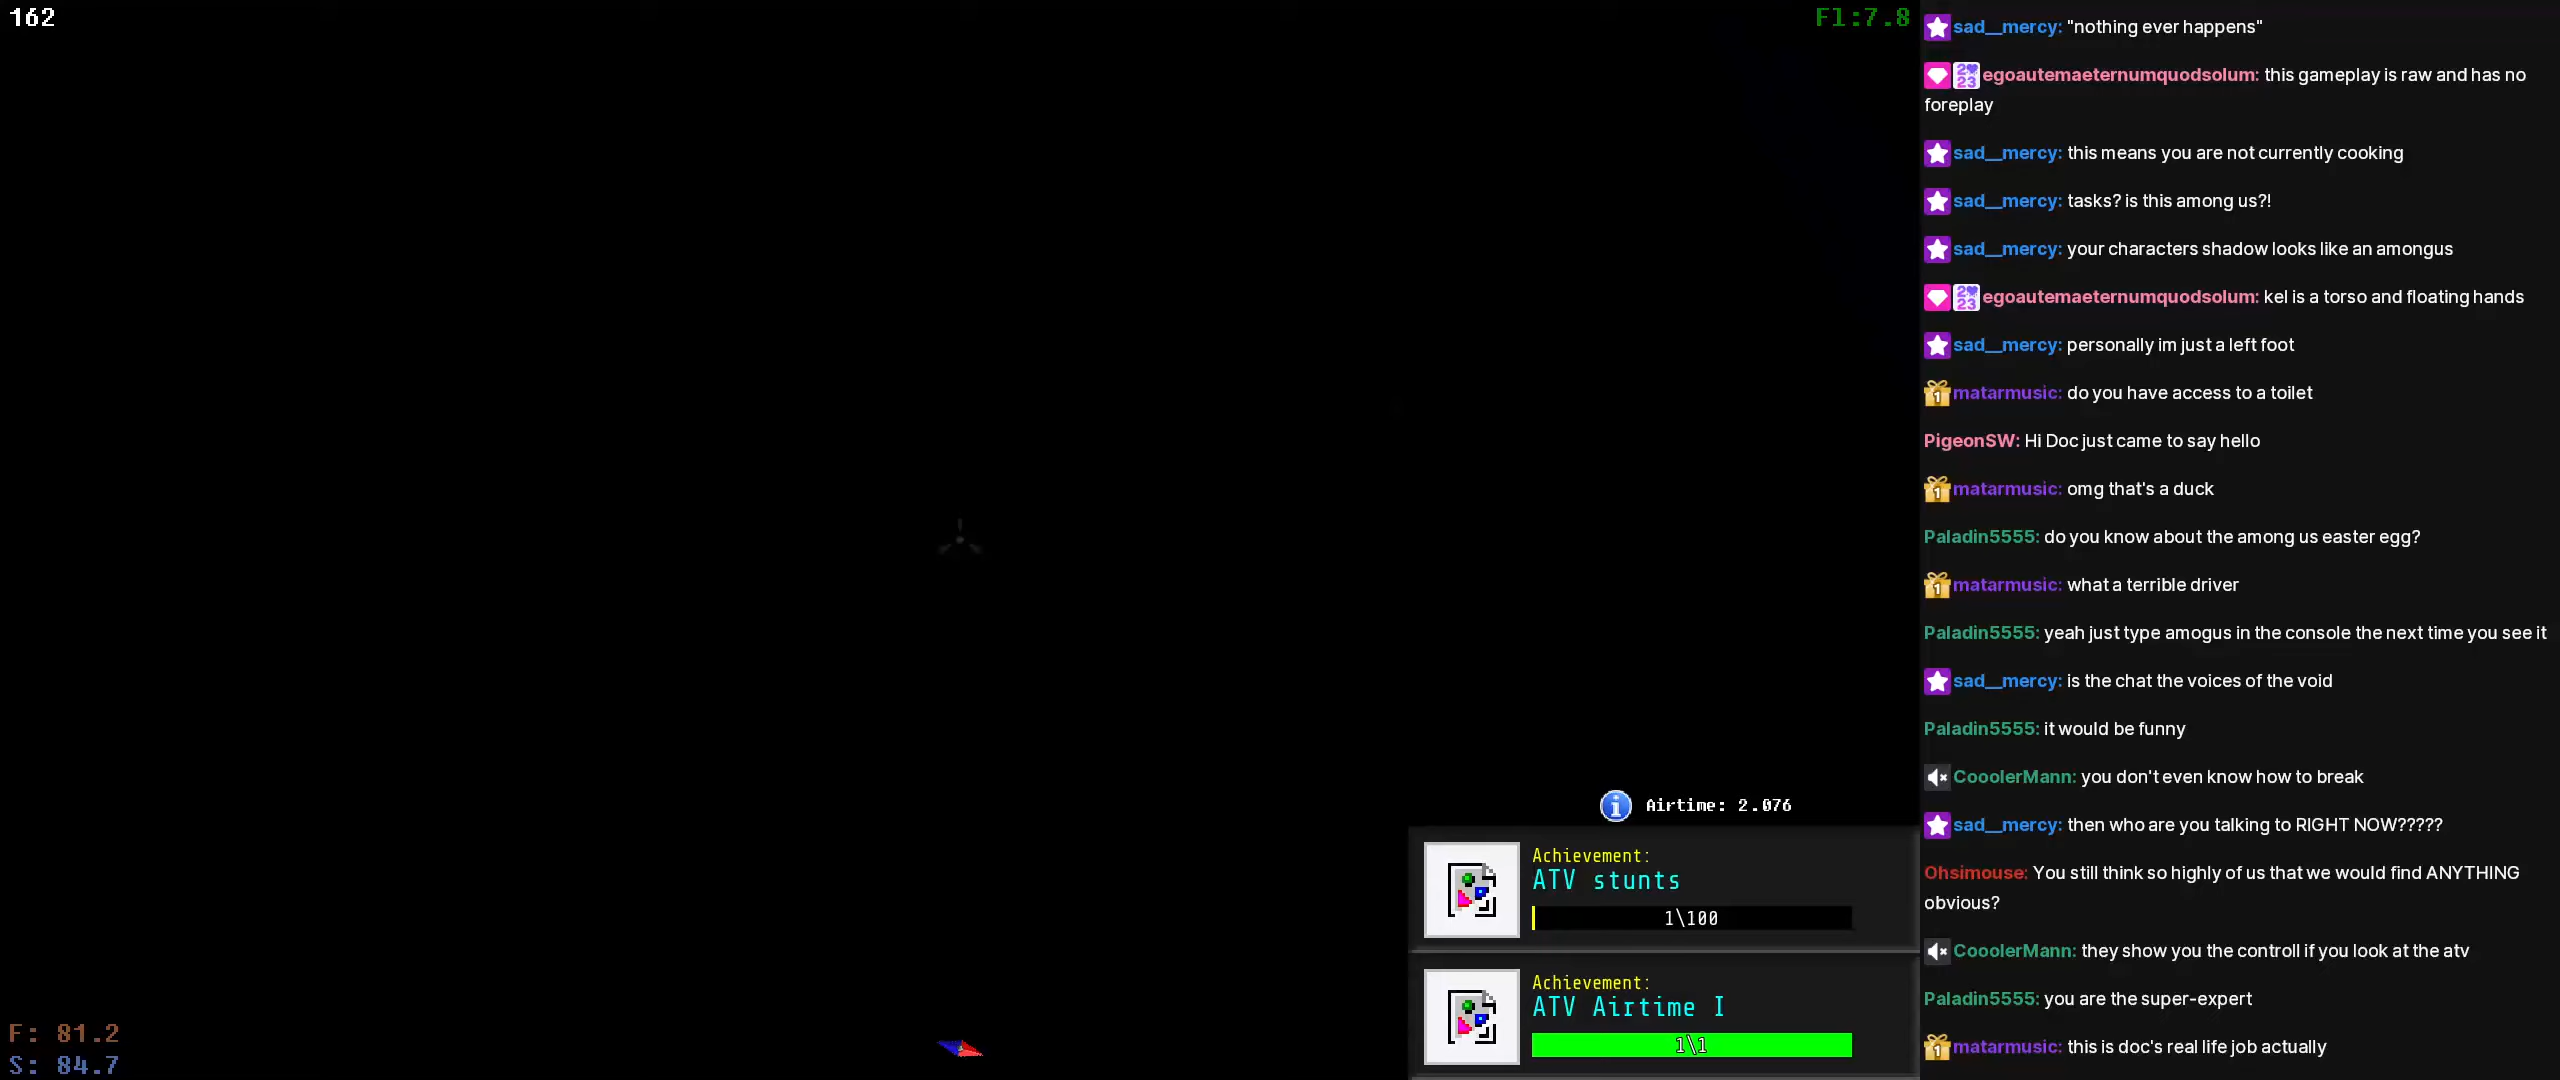 162
F1:7.8
Airtime: 2.076
Achievement:
ATV stunts
1\100
Achievement:
ATV Airtime I
1\1
F: 81.2
S: 84.7
sad__mercy: "nothing ever happens"
egoautemaeternumquodsolum: this gameplay is raw and has no
foreplay
sad__mercy: this means you are not currently cooking
sad__mercy: tasks? is this among us?!
sad__mercy: your characters shadow looks like an amongus
egoautemaeternumquodsolum: kel is a torso and floating hands
sad__mercy: personally im just a left foot
matarmusic: do you have access to a toilet
PigeonSW: Hi Doc just came to say hello
matarmusic: omg that's a duck
Paladin5555: do you know about the among us easter egg?
matarmusic: what a terrible driver
Paladin5555: yeah just type amogus in the console the next time you see it
sad__mercy: is the chat the voices of the void
Paladin5555: it would be funny
CooolerMann: you don't even know how to break
sad__mercy: then who are you talking to RIGHT NOW?????
Ohsimouse: You still think so highly of us that we would find ANYTHING
obvious?
CooolerMann: they show you the controll if you look at the atv
Paladin5555: you are the super-expert
matarmusic: this is doc's real life job actually